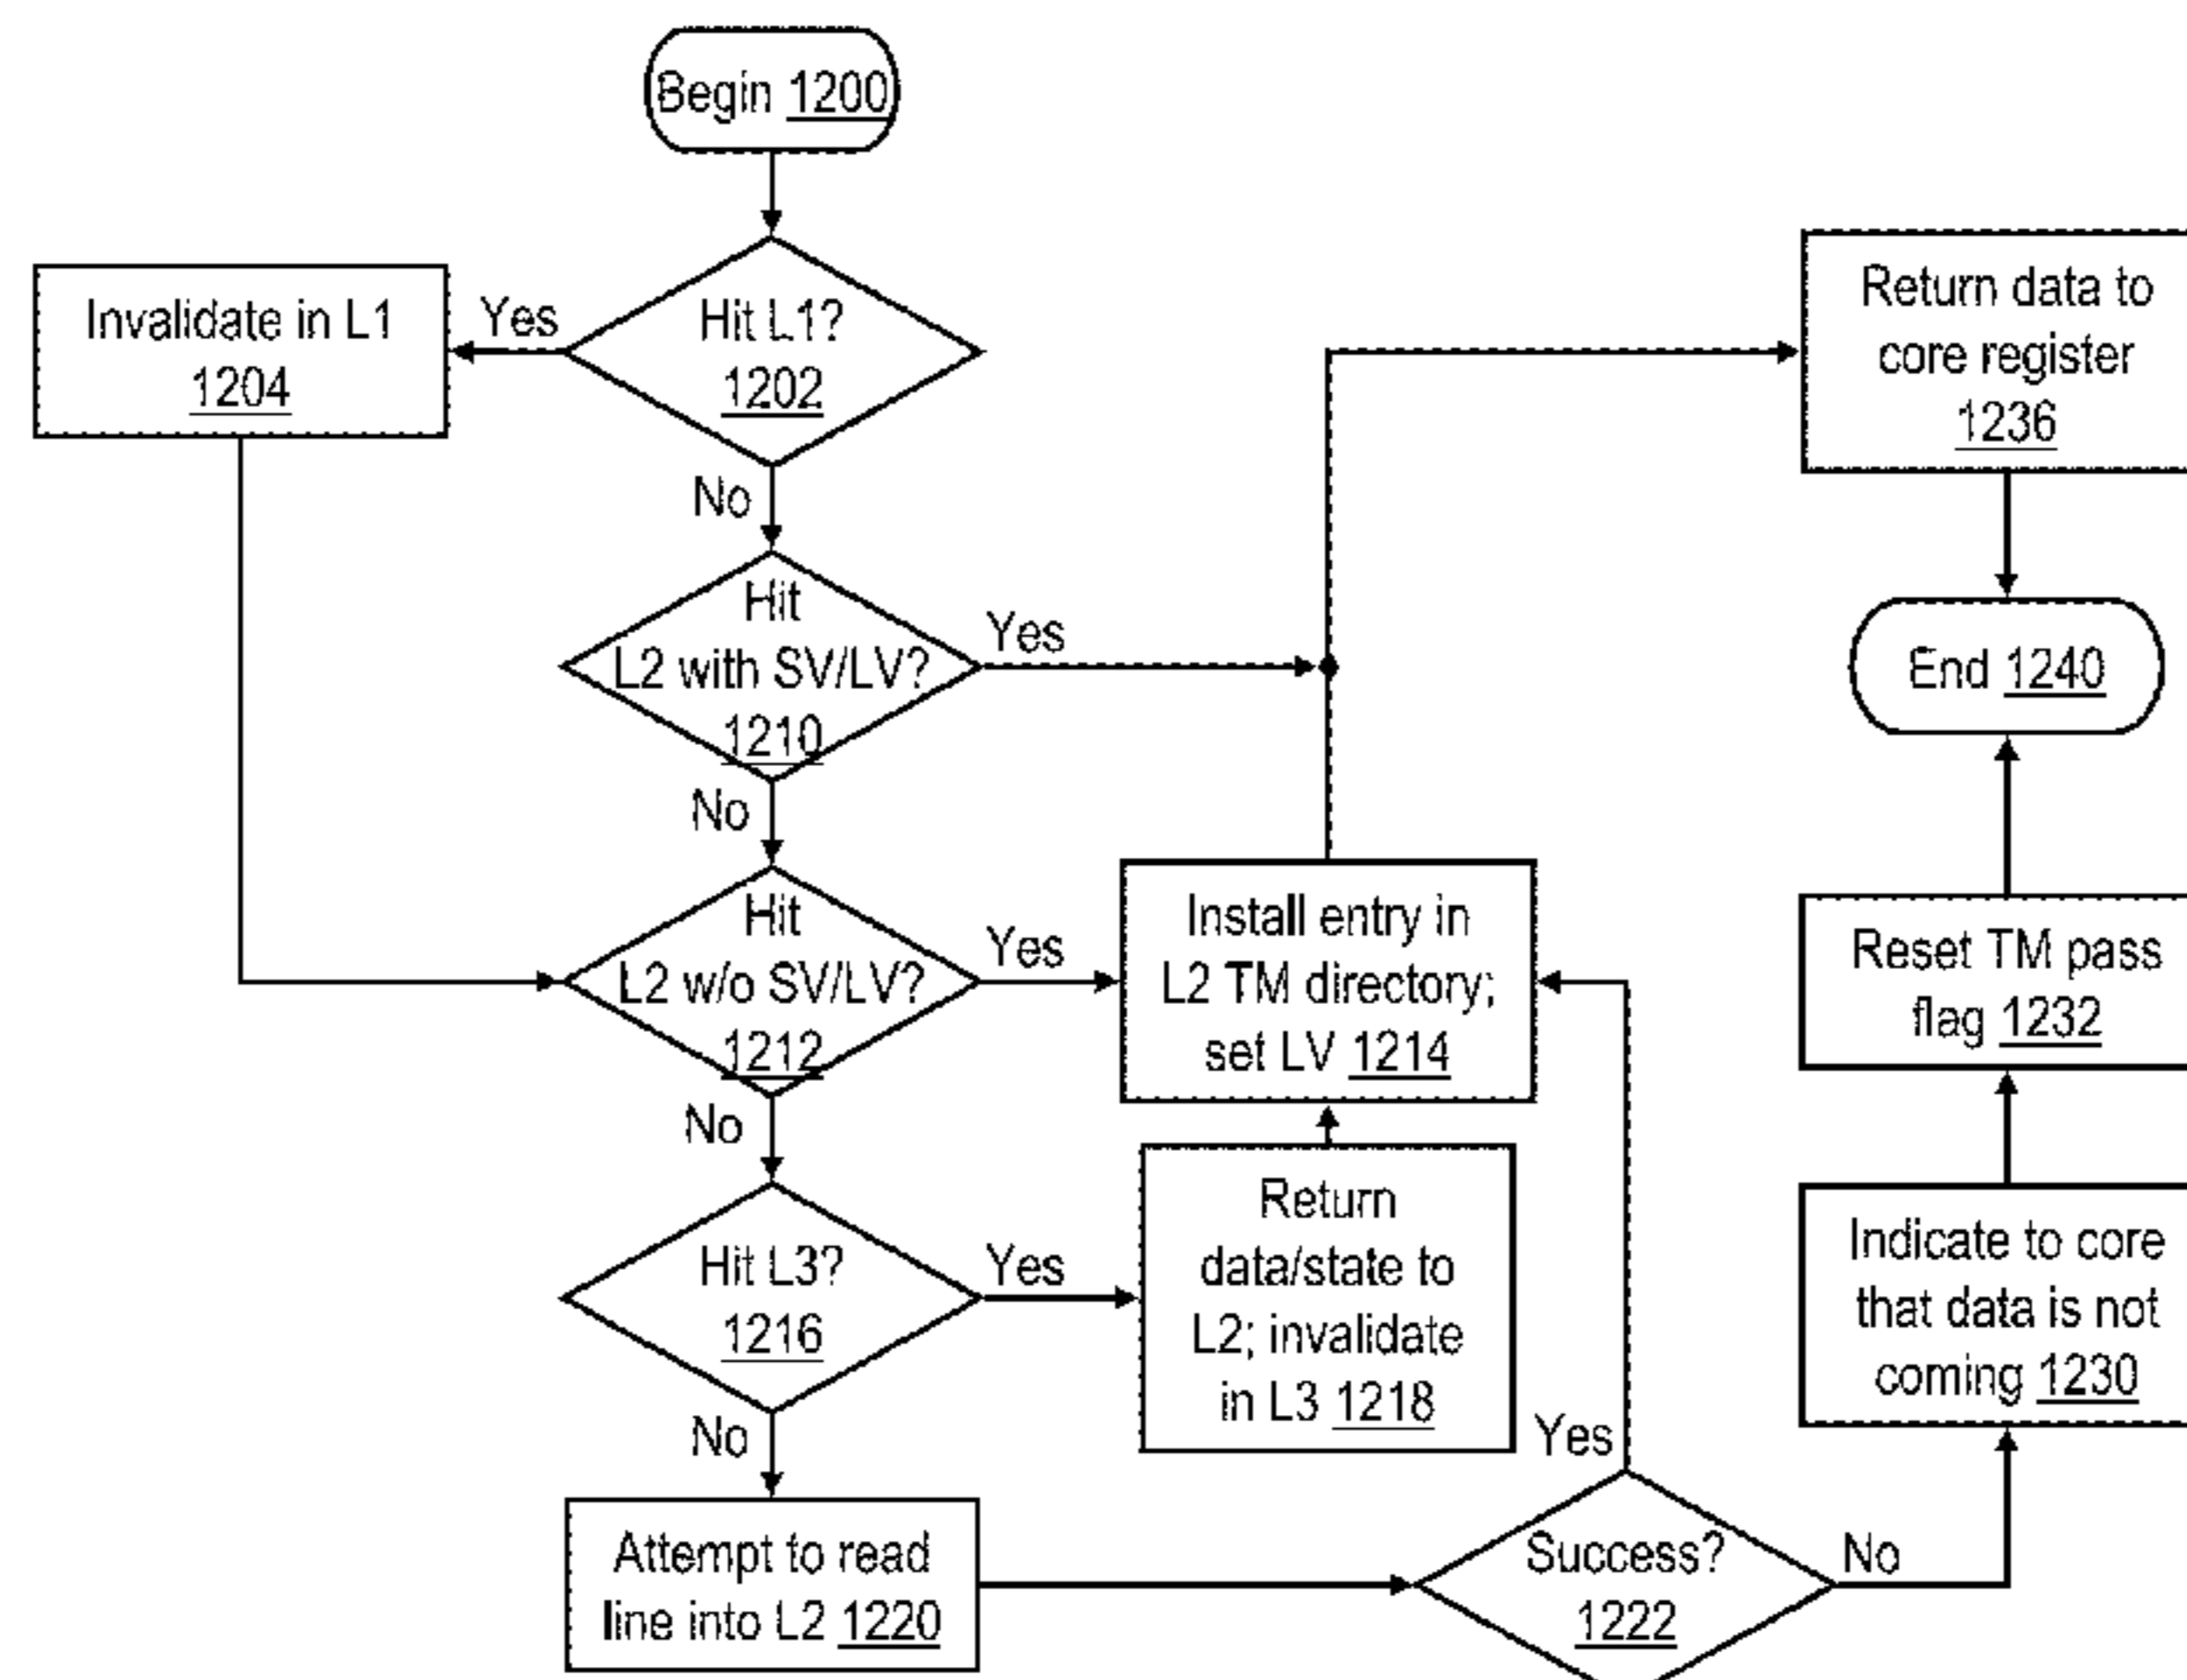 Begin 1200
Invalidate in L1
1204
Yes
Hit L1?
1202
No
Return data to
core register
1236
Hit
L2 with SV/LV?
1210
Yes
No
End 1240
Hit
L2 w/o SV/LV?
1212
Yes
No
Install entry in
L2 TM directory;
set LV 1214
Reset TM pass
flag 1232
Hit L3?
1216
Yes
No
Return
data/state to
L2; invalidate
in L3 1218
Indicate to core
that data is not
coming 1230
Attempt to read
line into L2 1220
Yes
Success?
1222
No